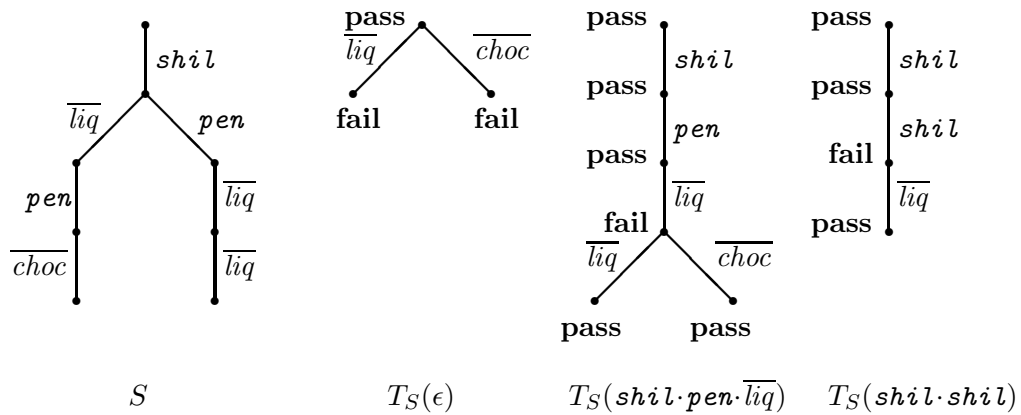 pass
pass
pass
shil
liq
choc
shil
shil
pass
pass
liq
pen
fail
fail
pen
shil
pass
fail
pen
liq
liq
liq
fail
pass
choc
liq
liq
choc
pass
pass
S
T_S(ϵ)
T_S(shil·pen·l̅i̅q̅)
T_S(shil·shil)